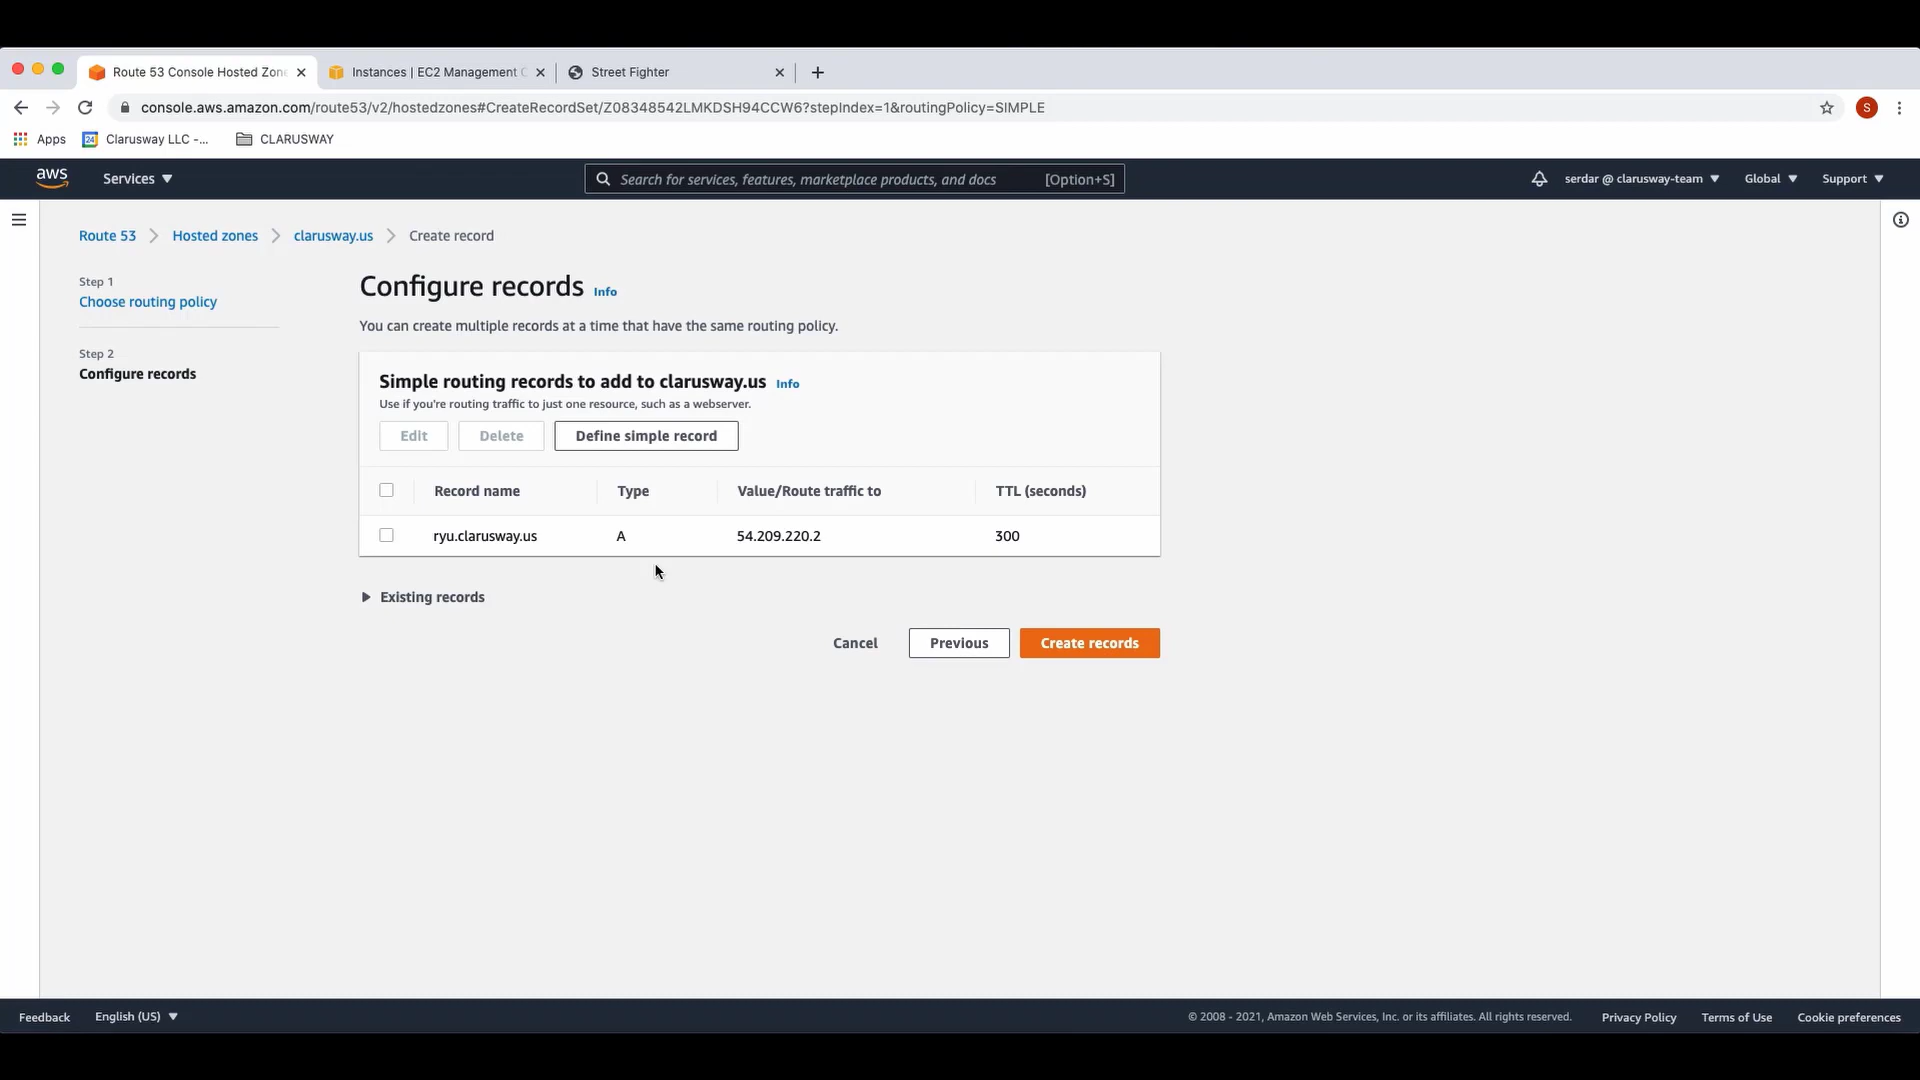 Route 53 Console Hosted Zon
Instances | EC2 Management C
Street Fighter
console.aws.amazon.com/route53/v2/hostedzones#CreateRecordSet/Z08348542LMKDSH94CCW6?stepIndex=1&routingPolicy=SIMPLE
S
Apps
24
Clarusway LLC -...
CLARUSWAY
aws
Services
Search for services, features, marketplace products, and docs
[Option+S]
serdar @ clarusway-team
Global
Support
Route 53
Hosted zones
clarusway.us
Create record
Step 1
Choose routing policy
Step 2
Configure records
Configure records Info
You can create multiple records at a time that have the same routing policy.
Simple routing records to add to clarusway.us Info
Use if you're routing traffic to just one resource, such as a webserver.
Edit
Delete
Define simple record
Record name Type Value/Route traffic to TTL (seconds)
ryu.clarusway.us A 54.209.220.2 300
Existing records
Cancel
Previous
Create records
Feedback
English (US)
© 2008 - 2021, Amazon Web Services, Inc. or its affiliates. All rights reserved.
Privacy Policy
Terms of Use
Cookie preferences